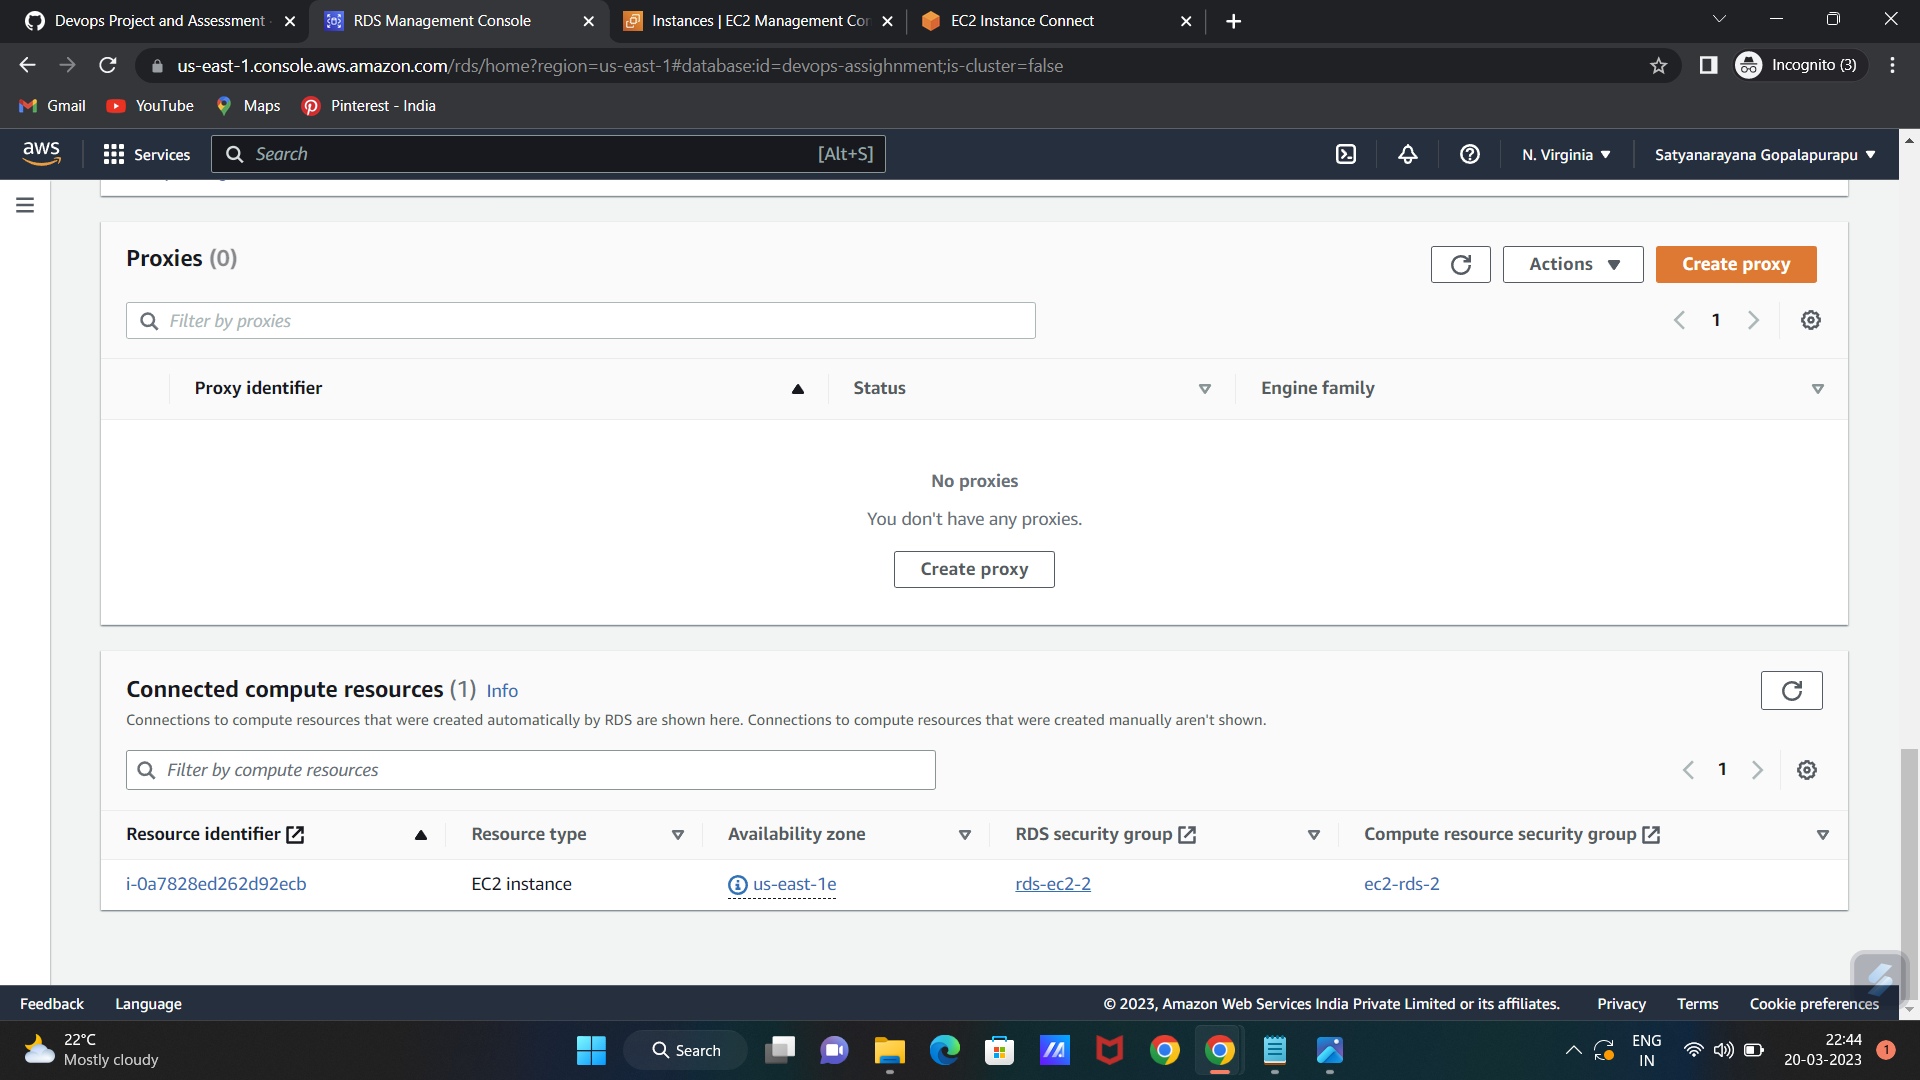 Devops Project and Assessment
RDS Management Console
Instances | EC2 Management Con
EC2 Instance Connect
us-east-1.console.aws.amazon.com/rds/home?region=us-east-1#database:id=devops-assighnment;is-cluster=false
Incognito (3)
Gmail
YouTube
Maps
Pinterest - India
aws
Services
Search
[Alt+S]
N. Virginia
Satyanarayana Gopalapurapu
Proxies (0)
Actions
Create proxy
Filter by proxies
1
Proxy identifier
Status
Engine family
No proxies
You don't have any proxies.
Create proxy
Connected compute resources (1) Info
Connections to compute resources that were created automatically by RDS are shown here. Connections to compute resources that were created manually aren't shown.
Filter by compute resources
1
Resource identifier
Resource type
Availability zone
RDS security group
Compute resource security group
i-0a7828ed262d92ecb
EC2 instance
us-east-1e
rds-ec2-2
ec2-rds-2
Feedback
Language
© 2023, Amazon Web Services India Private Limited or its affiliates.
Privacy
Terms
Cookie preferences
22°C
Mostly cloudy
Search
ENG
IN
22:44
20-03-2023
1